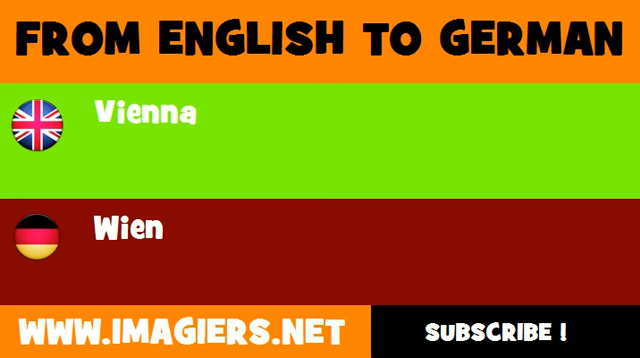 FROM ENGLISH TO GERMAN
Vienna
Wien
WWW.IMAGIERS.NET
SUBSCRIBE !